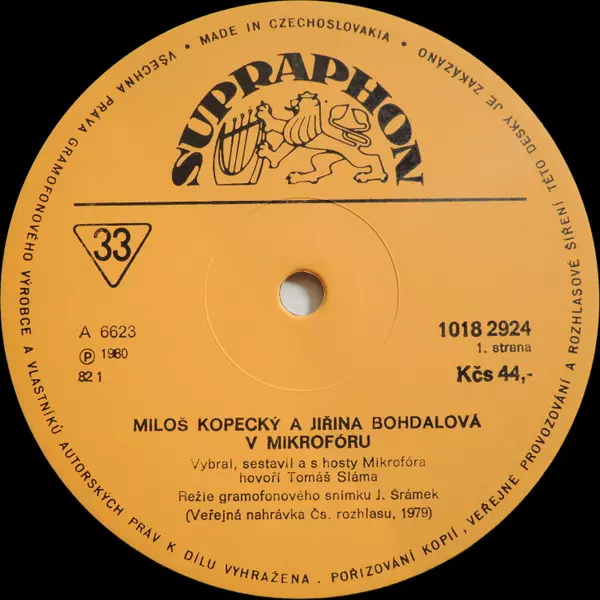 MADE IN CZECHOSLOVAKIA • VŠECHNA PRÁVA GRAMOFONOVÉHO VÝROBCE A VLASTNÍKŮ AUTORSKÝCH PRÁV K DÍLU VYHRAŽENA . POŘIZOVÁNÍ KOPIÍ , VEŘEJNÉ PROVOZOVÁNÍ A ROZHLASOVÉ ŠÍŘENÍ TÉTO DESKY JE ZAKÁZÁNO •
SUPRAPHON
33
A 6623
Ⓟ 1980
82 1
1018 2924
1. strana
Kčs 44,-
MILOŠ KOPECKÝ A JIŘINA BOHDALOVÁ
V MIKROFÓRU
Vybral, sestavil a s hosty Mikrofóra
hovoří Tomáš Sláma
Režie gramofonového snímku J. Šrámek
(Veřejná nahrávka Čs. rozhlasu, 1979)